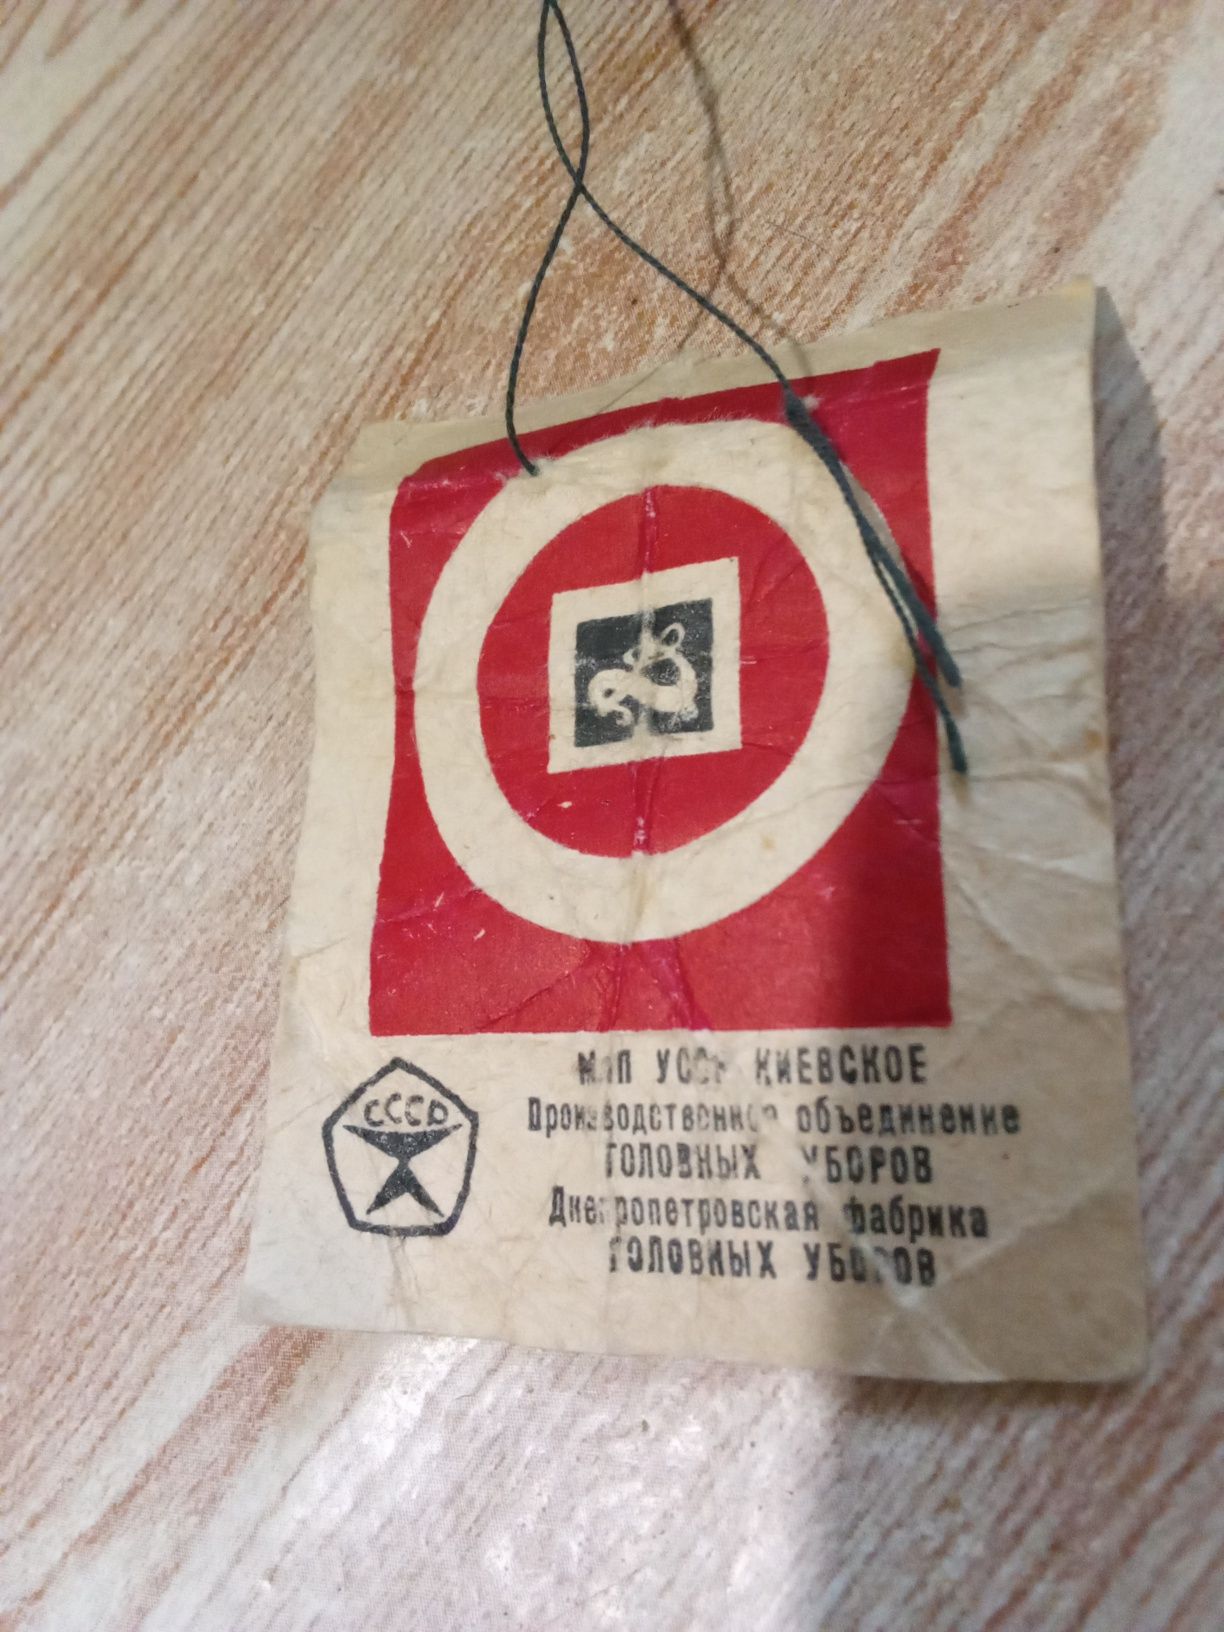 СССР
МЛП УССР КИЕВСКОЕ
Производственное объединение
ГОЛОВНЫХ УБОРОВ
Днепропетровская фабрика
ГОЛОВНЫХ УБОРОВ